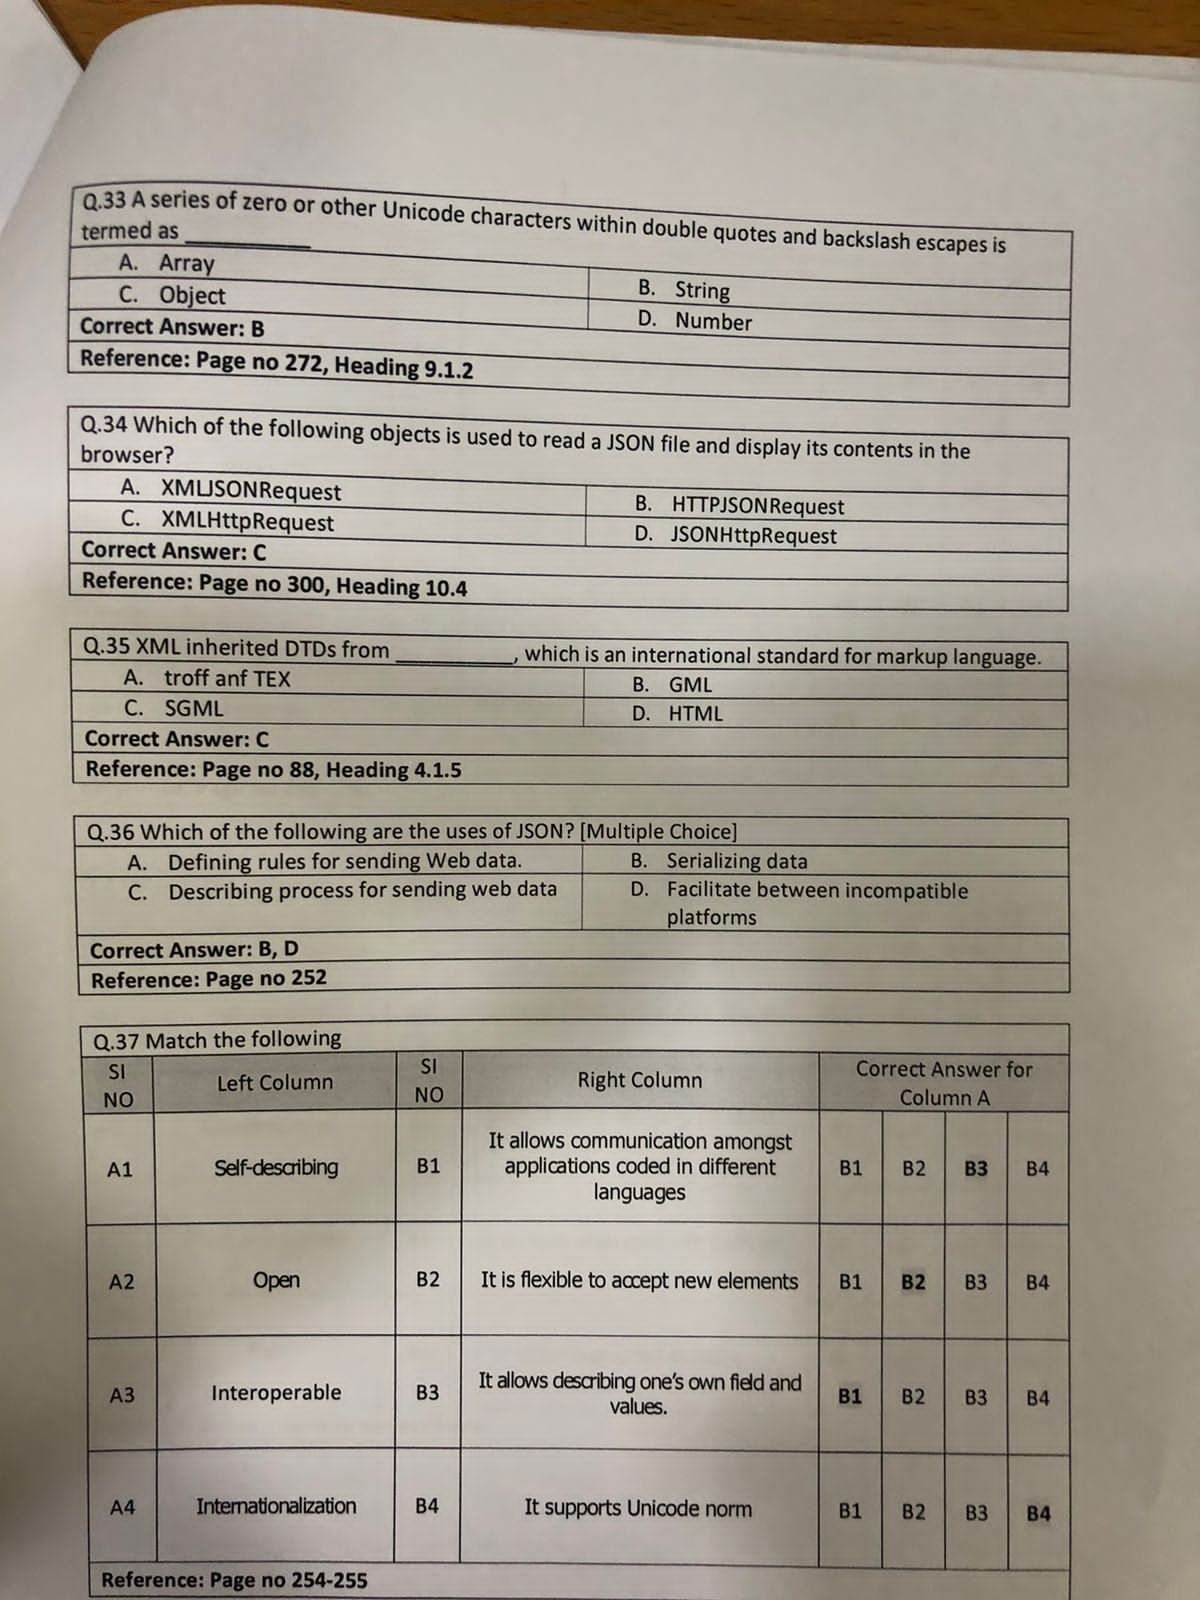 Q.33 A series of zero or other Unicode characters within double quotes and backslash escapes is
termed as ____________
A. Array
B. String
C. Object
D. Number
Correct Answer: B
Reference: Page no 272, Heading 9.1.2
Q.34 Which of the following objects is used to read a JSON file and display its contents in the
browser?
A. XMLJSONRequest
B. HTTPJSONRequest
C. XMLHttpRequest
D. JSONHttpRequest
Correct Answer: C
Reference: Page no 300, Heading 10.4
Q.35 XML inherited DTDs from ___________, which is an international standard for markup language.
A. troff anf TEX
B. GML
C. SGML
D. HTML
Correct Answer: C
Reference: Page no 88, Heading 4.1.5
Q.36 Which of the following are the uses of JSON? [Multiple Choice]
A. Defining rules for sending Web data.
B. Serializing data
C. Describing process for sending web data
D. Facilitate between incompatible
platforms
Correct Answer: B, D
Reference: Page no 252
Q.37 Match the following
SI NO Left Column SI NO Right Column Correct Answer for Column A
A1 Self-describing B1 It allows communication amongst
applications coded in different
languages B1 B2 B3 B4
A2 Open B2 It is flexible to accept new elements B1 B2 B3 B4
A3 Interoperable B3 It allows describing one's own field and
values. B1 B2 B3 B4
A4 Internationalization B4 It supports Unicode norm B1 B2 B3 B4
Reference: Page no 254-255